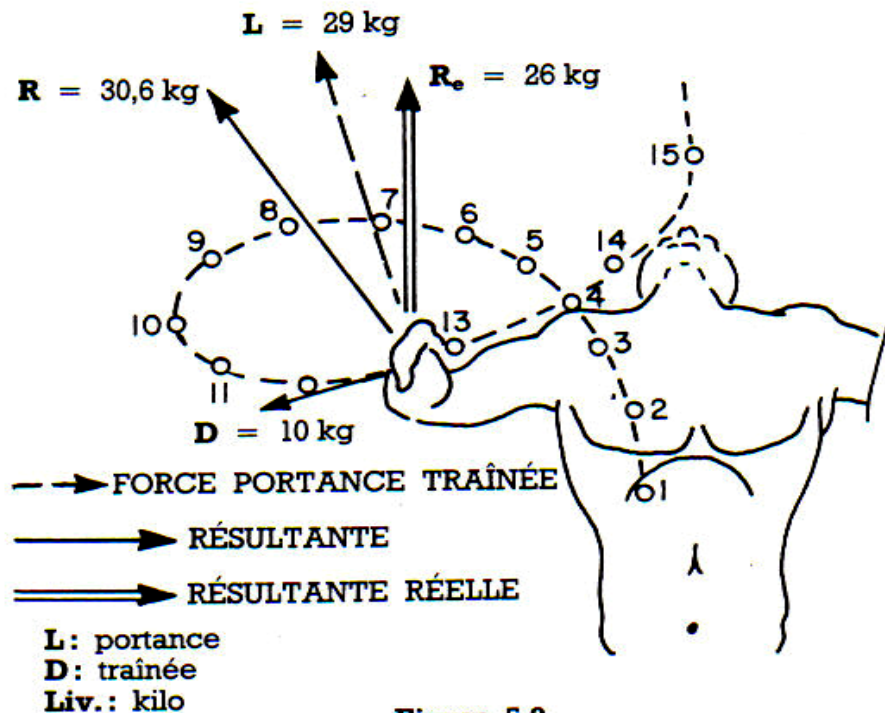 L = 29 kg
R = 30,6 kg
Re = 26 kg
15
7
8
6
9
5
14
4
10
13
3
11
2
D = 10 kg
1
FORCE PORTANCE TRAÎNÉE
RÉSULTANTE
RÉSULTANTE RÉELLE
L: portance
D: traînée
Liv.: kilo